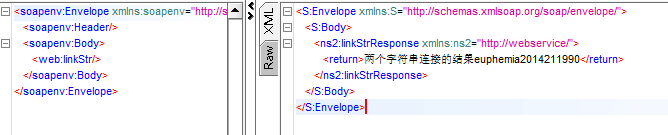 <soapenv:Envelope xmlns:soapenv="http://s
<soapenv:Header/>
<soapenv:Body>
<web:linkStr/>
</soapenv:Body>
</soapenv:Envelope>
XML
Raw
<S:Envelope xmlns:S="http://schemas.xmlsoap.org/soap/envelope/">
<S:Body>
<ns2:linkStrResponse xmlns:ns2="http://webservice/">
<return>两个字符串连接的结果euphemia2014211990</return>
</ns2:linkStrResponse>
</S:Body>
</S:Envelope>